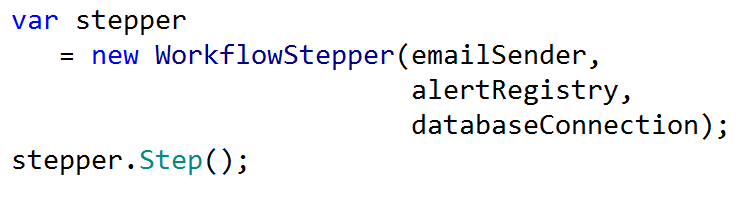 var stepper
   = new WorkflowStepper(emailSender,
                         alertRegistry,
                         databaseConnection);
stepper.Step();